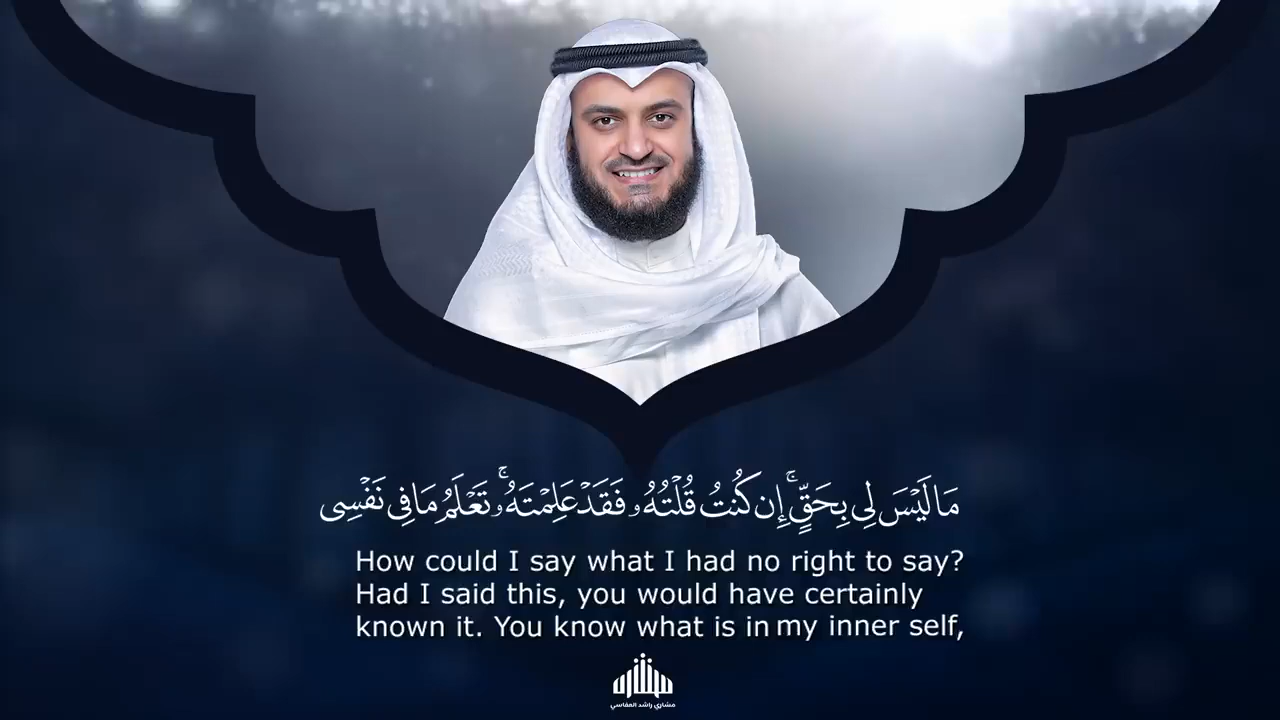 مَا لَيْسَ لِى بِحَقٍّ ۚ إِن كُنتُ قُلْتُهُۥ فَقَدْ عَلِمْتَهُۥ ۚ تَعْلَمُ مَا فِى نَفْسِى
How could I say what I had no right to say?
Had I said this, you would have certainly
known it. You know what is in my inner self,
مشاري راشد العفاسي